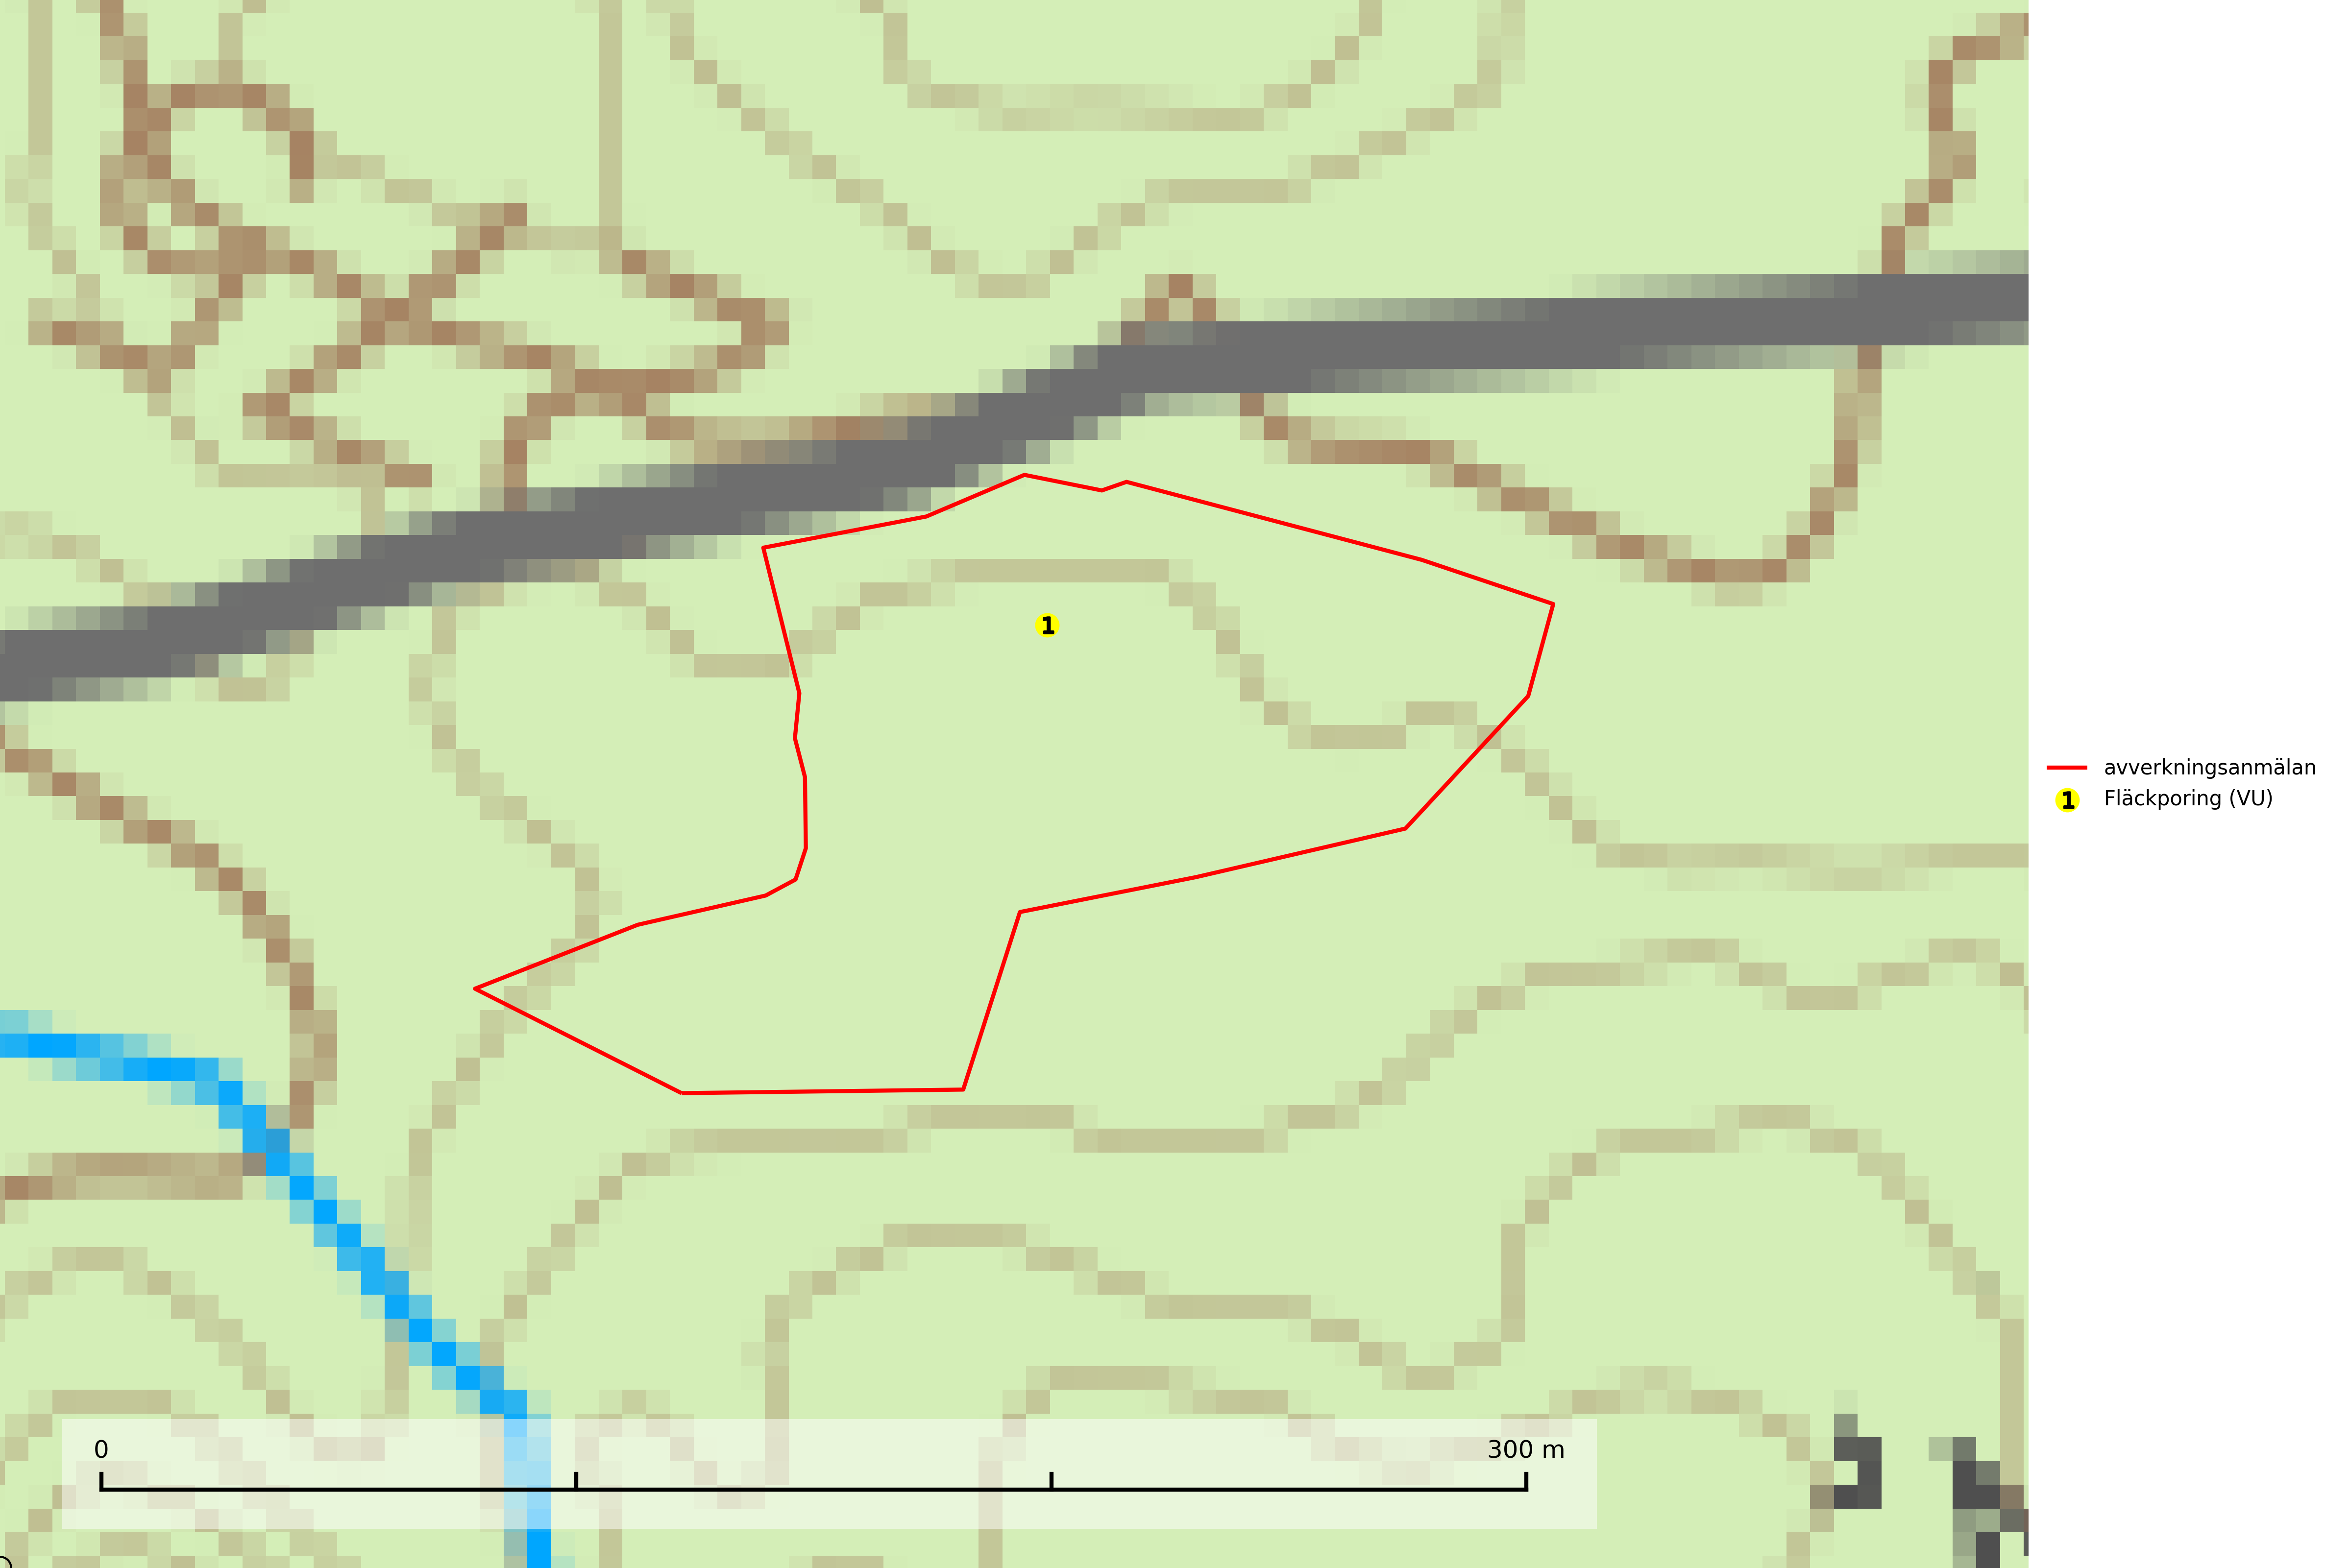 1
avverkningsanmälan
1 Fläckporing (VU)
0 300 m